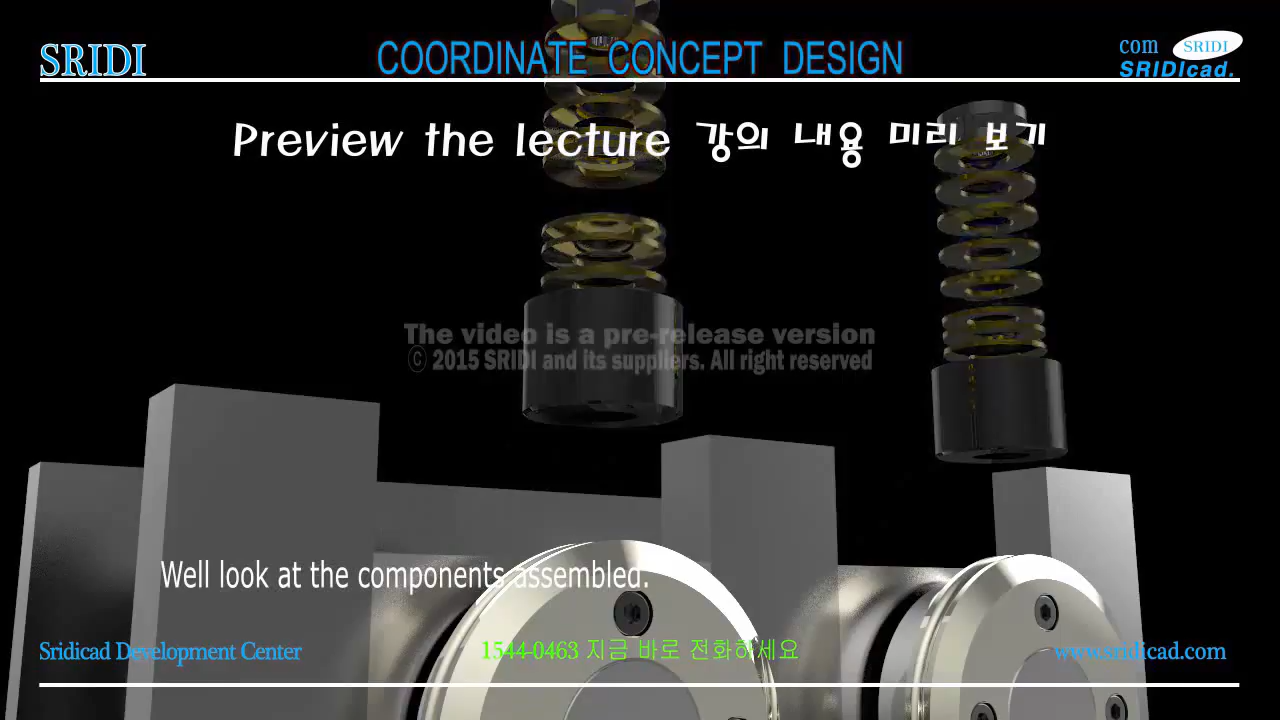 SRIDI
COORDINATE CONCEPT DESIGN
com SRIDI
SRIDIcad.
Preview the lecture 강의 내용 미리 보기
The video is a pre-release version
© 2015 SRIDI and its suppliers. All right reserved
Well look at the components assembled.
Sridicad Development Center
1544-0463 지금 바로 전화하세요
www.sridicad.com